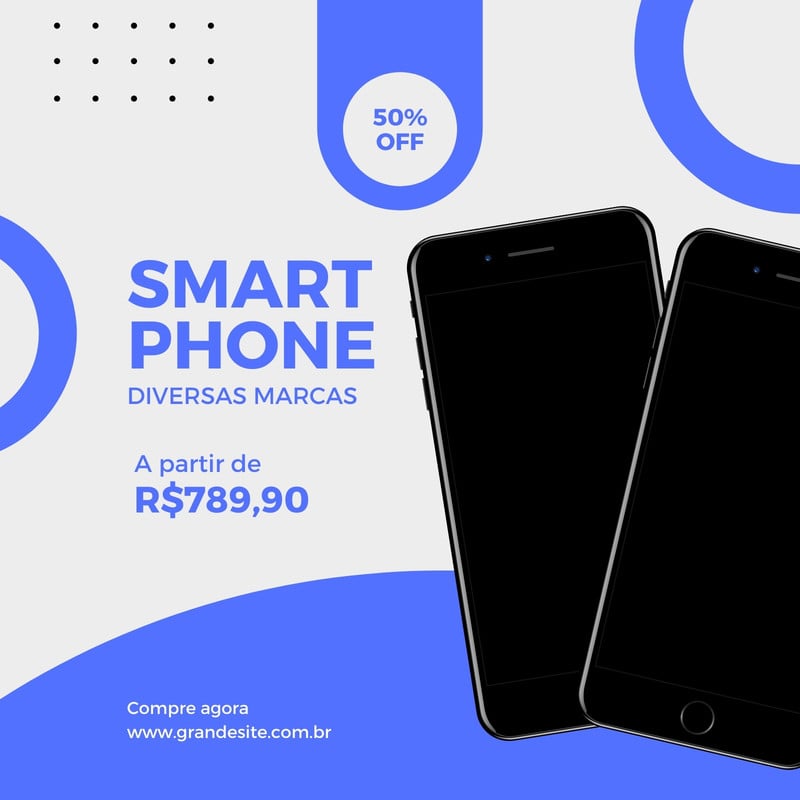 50%
OFF
SMART
PHONE
DIVERSAS MARCAS
A partir de
R$789,90
Compre agora
www.grandesite.com.br